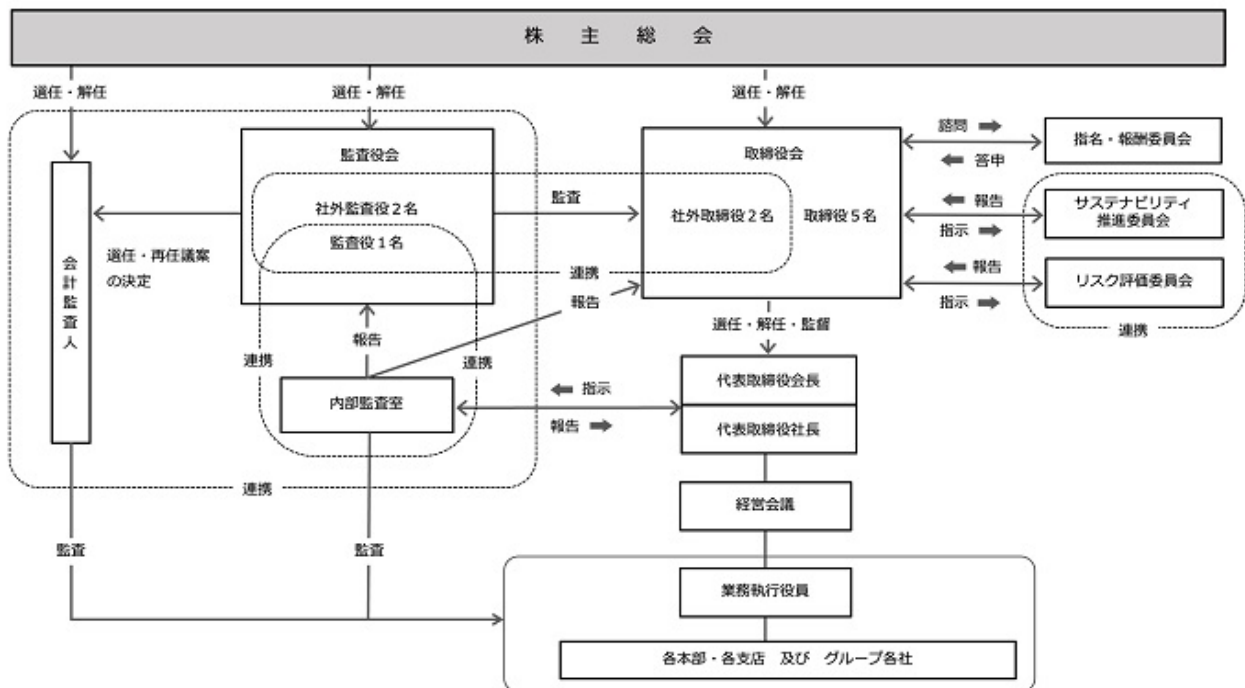 株主総会
選任・解任
選任・解任
選任・解任
監査役会
取締役会
諮問
答申
指名・報酬委員会
社外監査役2名
監査役1名
監査
社外取締役2名
取締役5名
報告
指示
サステナビリティ
推進委員会
会計監査人
選任・再任議案
の決定
連携
報告
報告
指示
リスク評価委員会
連携
報告
選任・解任・監督
連携
連携
内部監査室
指示
報告
代表取締役会長
代表取締役社長
連携
経営会議
監査
監査
業務執行役員
各本部・各支店 及び グループ各社